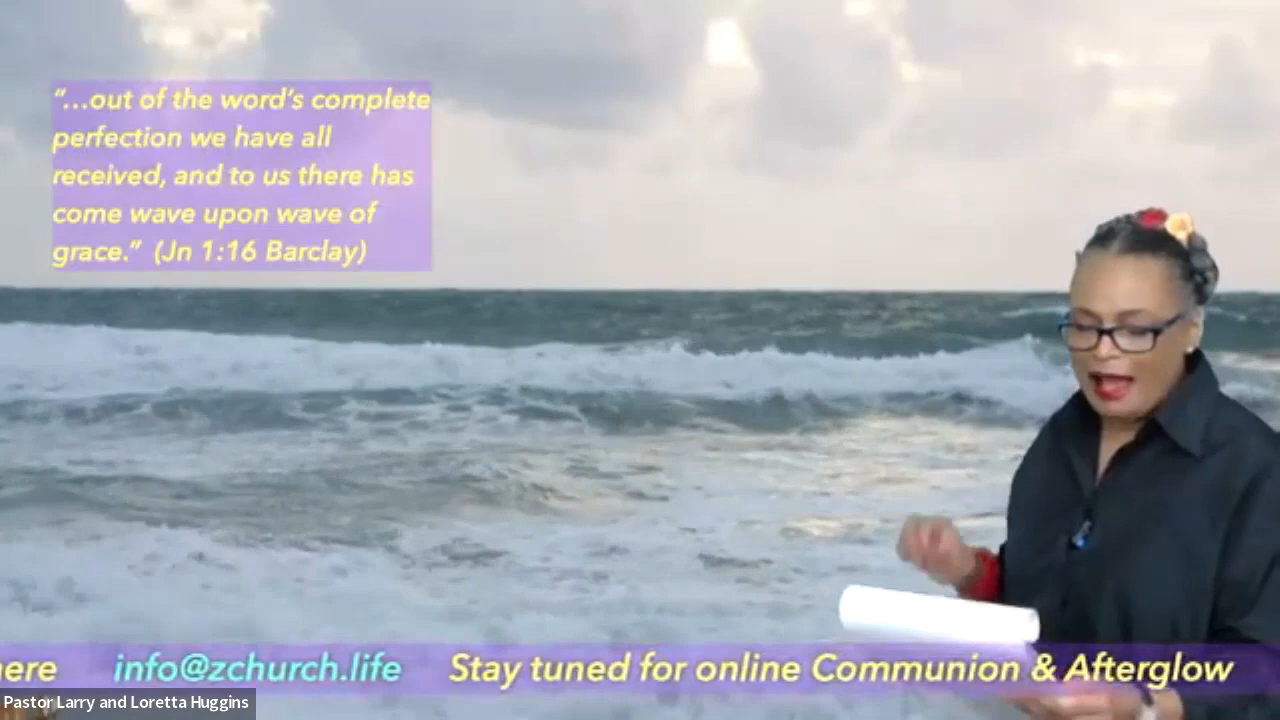 “...out of the word’s complete
perfection we have all
received, and to us there has
come wave upon wave of
grace.” (Jn 1:16 Barclay)
info@zchurch.life Stay tuned for online Communion & Afterglow
Pastor Larry and Loretta Huggins